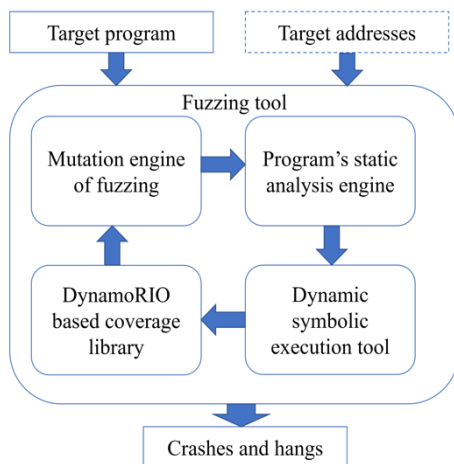 Target program
Target addresses
Fuzzing tool
Mutation engine
of fuzzing
Program's static
analysis engine
DynamoRIO
based coverage
library
Dynamic
symbolic
execution tool
Crashes and hangs